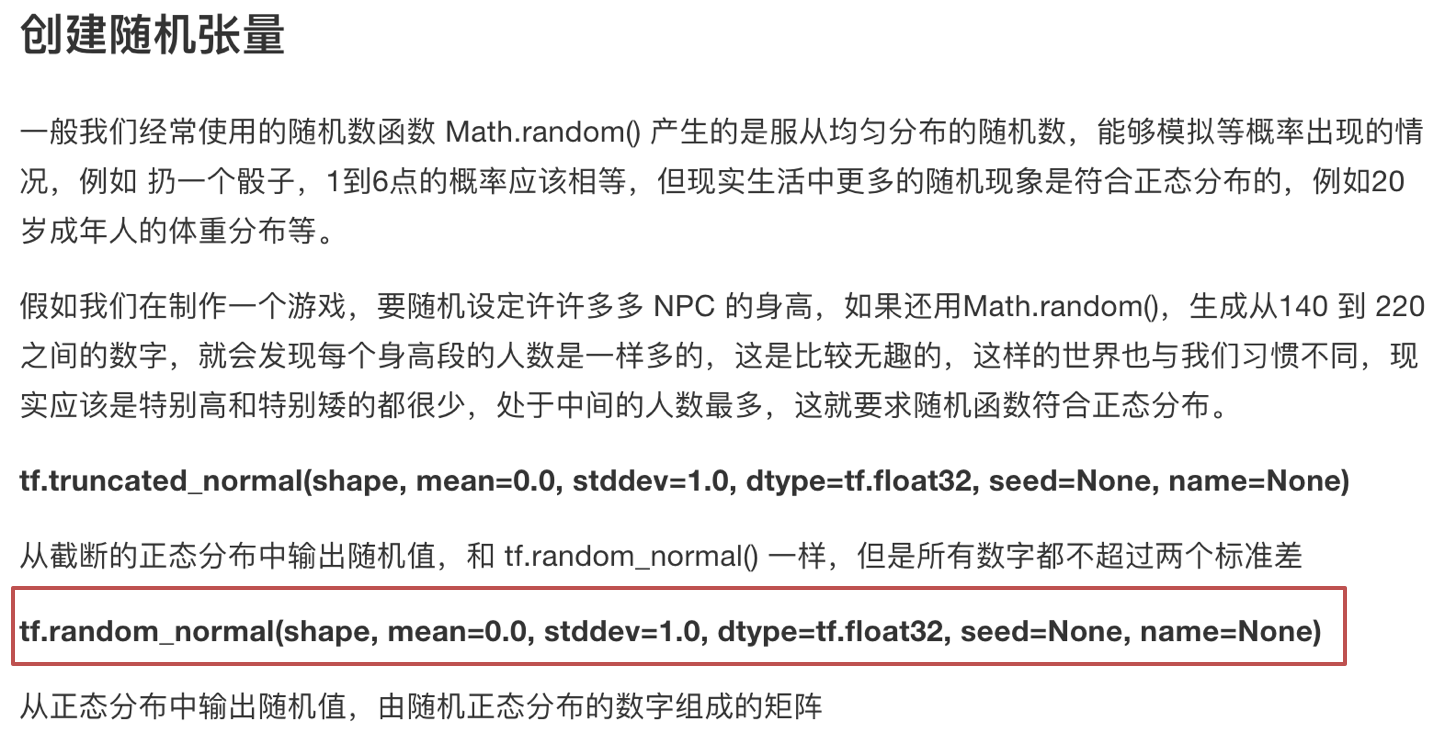 创建随机张量
一般我们经常使用的随机数函数 Math.random() 产生的是服从均匀分布的随机数，能够模拟等概率出现的情
况，例如 扔一个骰子，1到6点的概率应该相等，但现实生活中更多的随机现象是符合正态分布的，例如20
岁成年人的体重分布等。
假如我们在制作一个游戏，要随机设定许许多多 NPC 的身高，如果还用Math.random()，生成从140 到 220
之间的数字，就会发现每个身高段的人数是一样多的，这是比较无趣的，这样的世界也与我们习惯不同，现
实应该是特别高和特别矮的都很少，处于中间的人数最多，这就要求随机函数符合正态分布。
tf.truncated_normal(shape, mean=0.0, stddev=1.0, dtype=tf.float32, seed=None, name=None)
从截断的正态分布中输出随机值，和 tf.random_normal() 一样，但是所有数字都不超过两个标准差
tf.random_normal(shape, mean=0.0, stddev=1.0, dtype=tf.float32, seed=None, name=None)
从正态分布中输出随机值，由随机正态分布的数字组成的矩阵